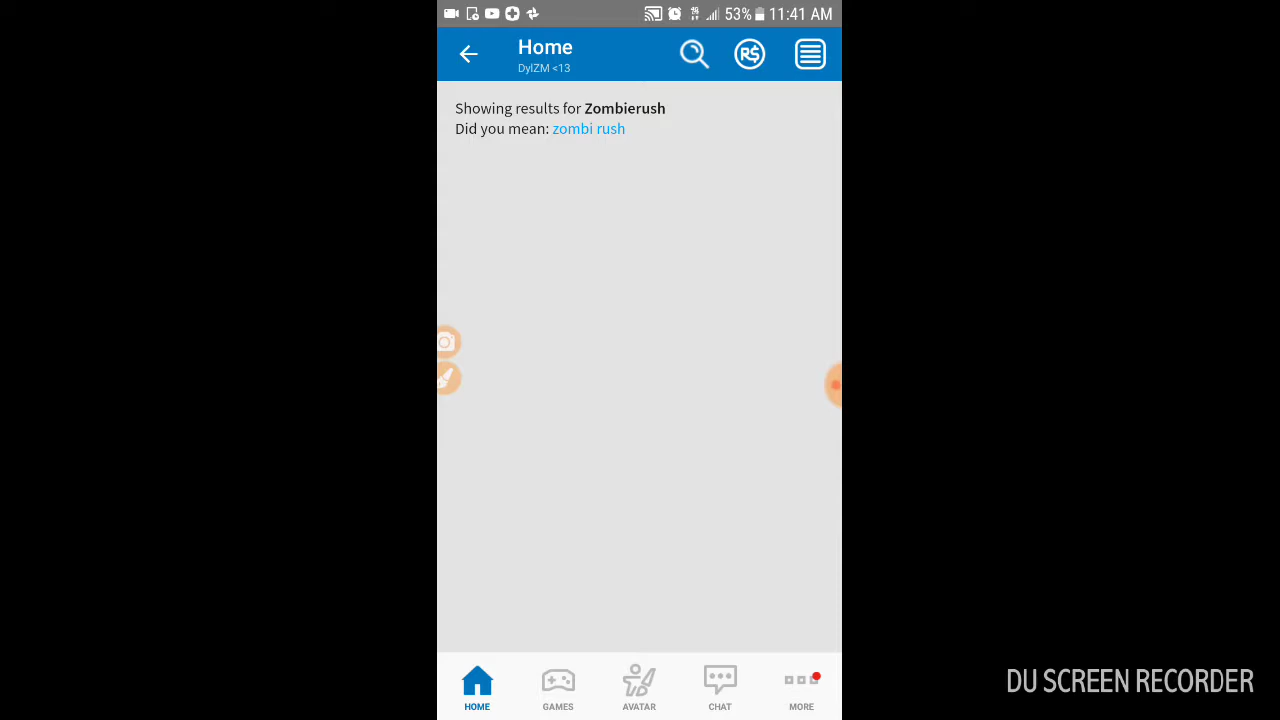 53% 11:41 AM
Home
R$
DylZM <13
Showing results for Zombierush
Did you mean: zombi rush
HOME GAMES AVATAR CHAT MORE
DU SCREEN RECORDER